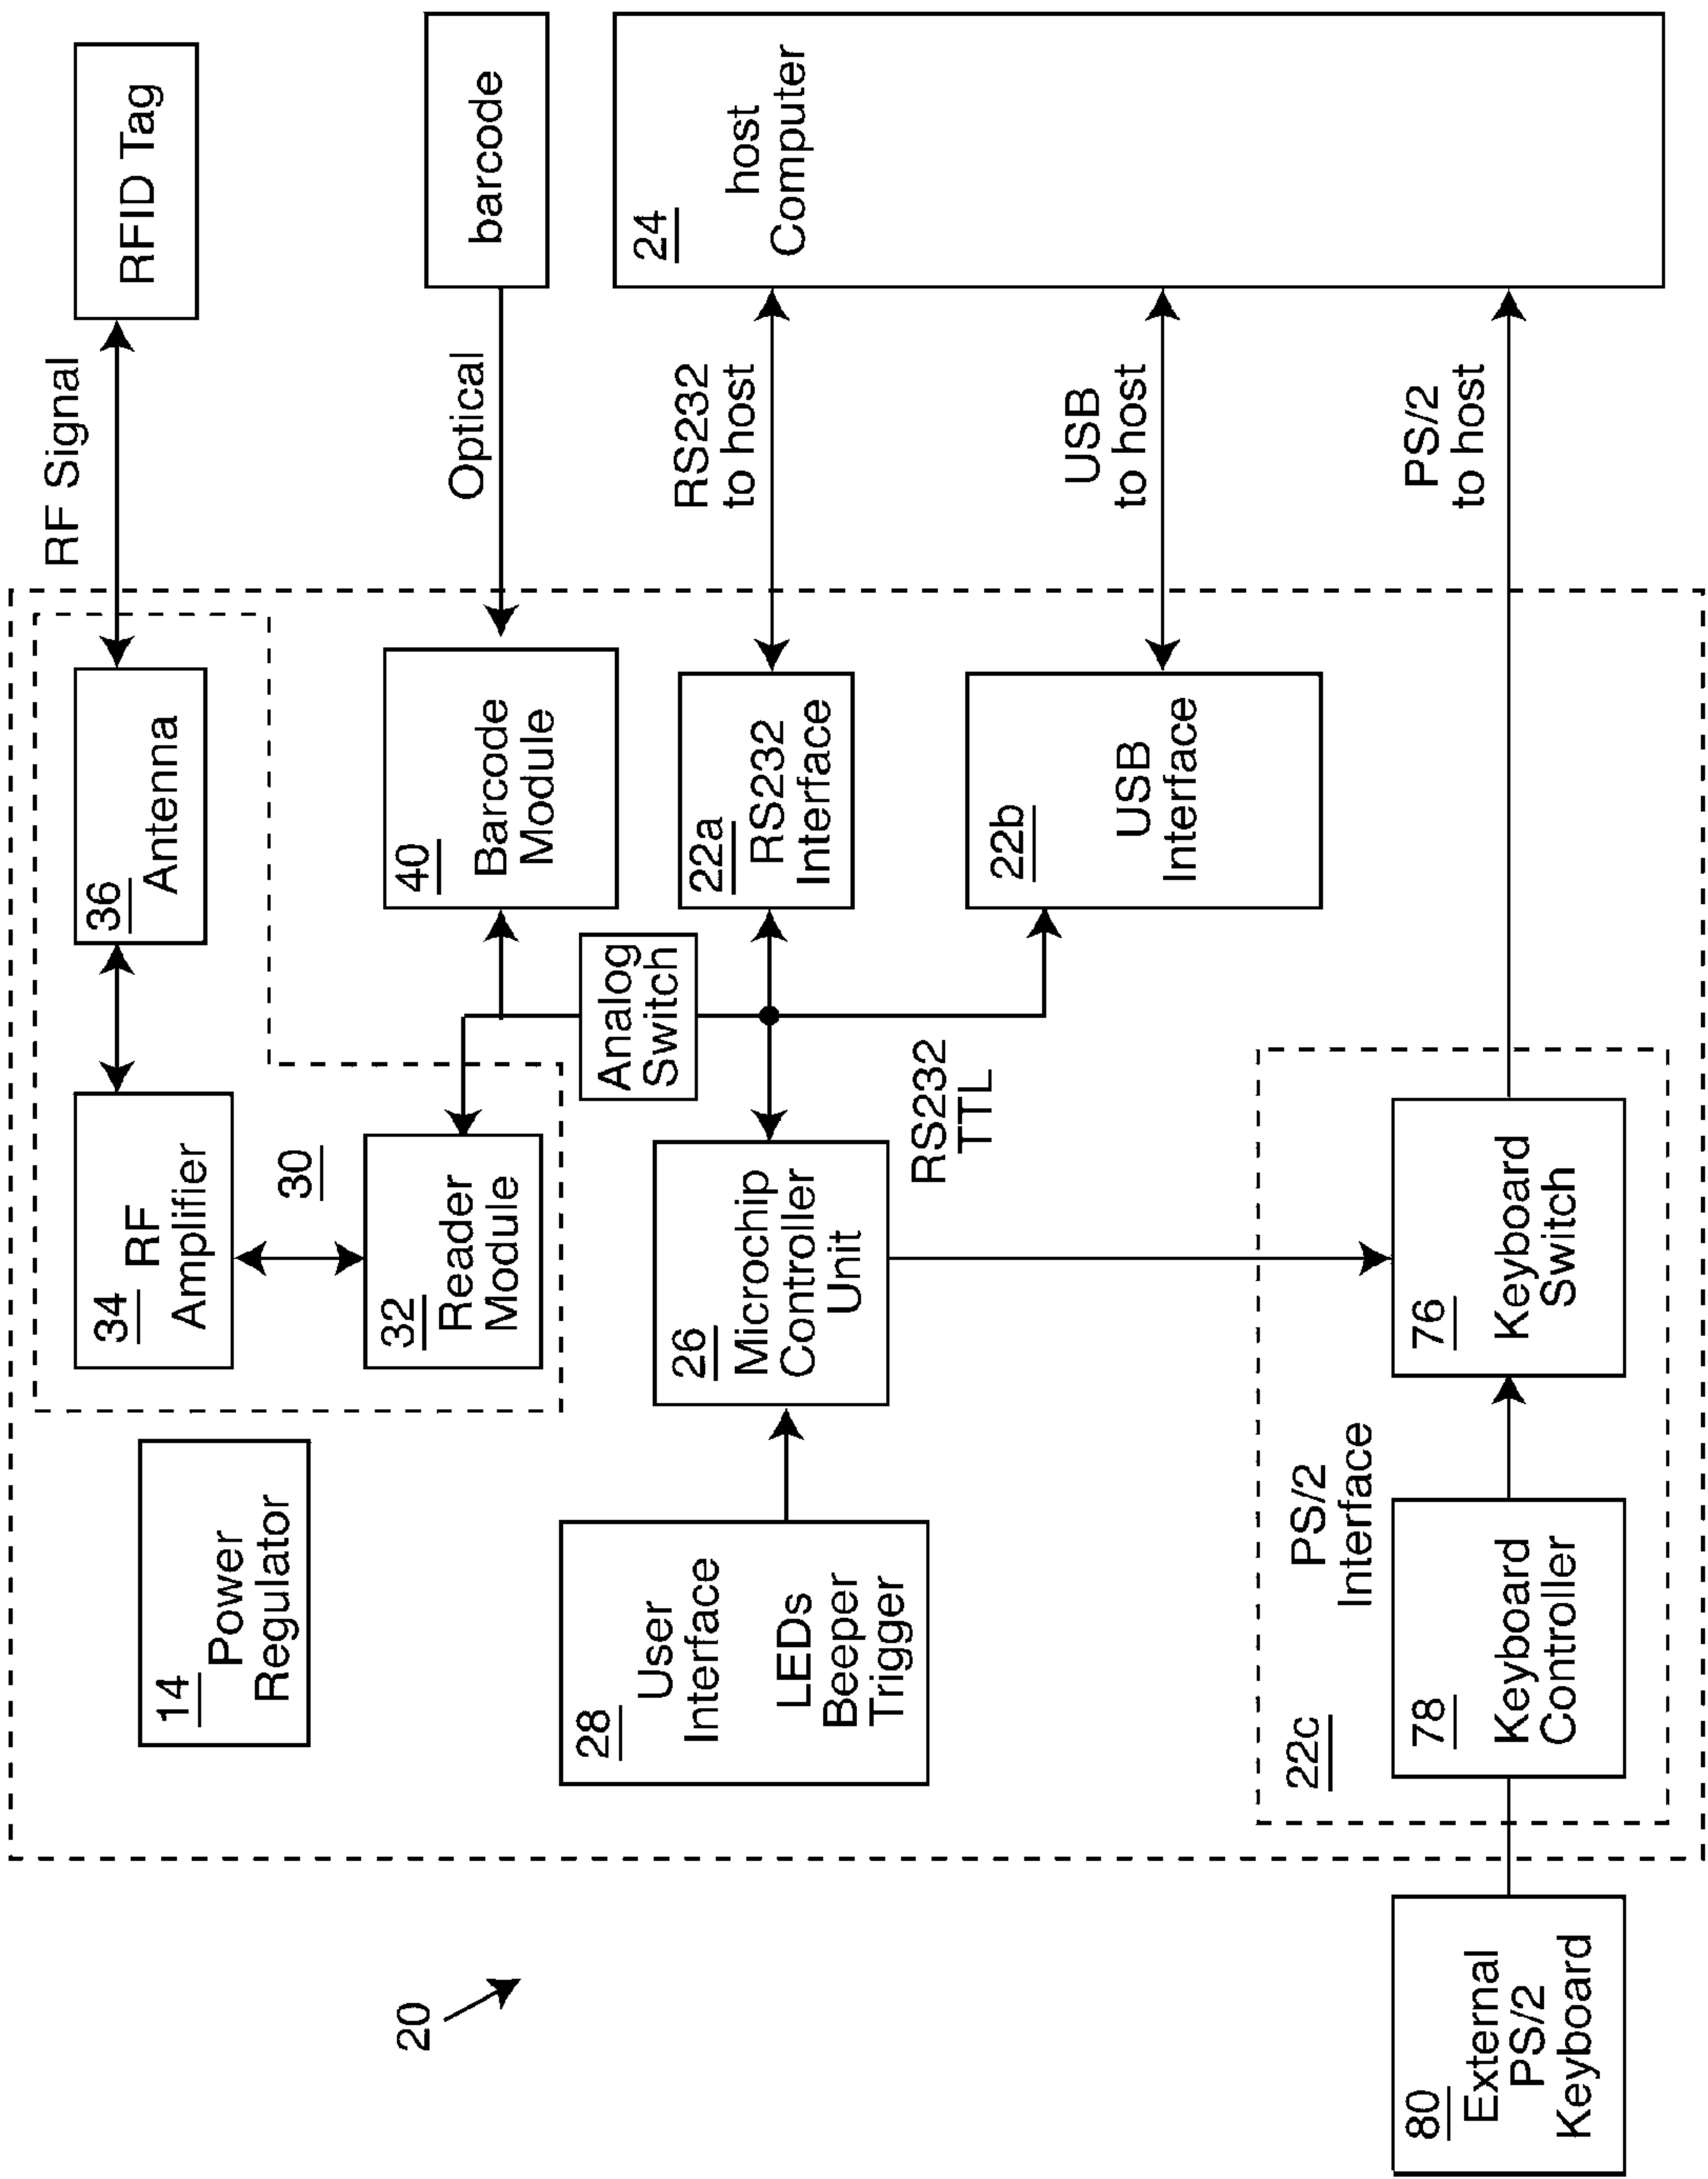 20
14
Power
Regulator
34
RF
Amplifier
30
32
Reader
Module
36
Antenna
RF Signal
RFID Tag
40
Barcode
Module
Optical
barcode
Analog
Switch
28
User
Interface
LEDs
Beeper
Trigger
26
Microchip
Controller
Unit
RS232
TTL
22a
RS232
Interface
RS232
to host
22b
USB
Interface
USB
to host
24
host
Computer
22c
PS/2
Interface
80
External
PS/2
Keyboard
78
Keyboard
Controller
76
Keyboard
Switch
PS/2
to host